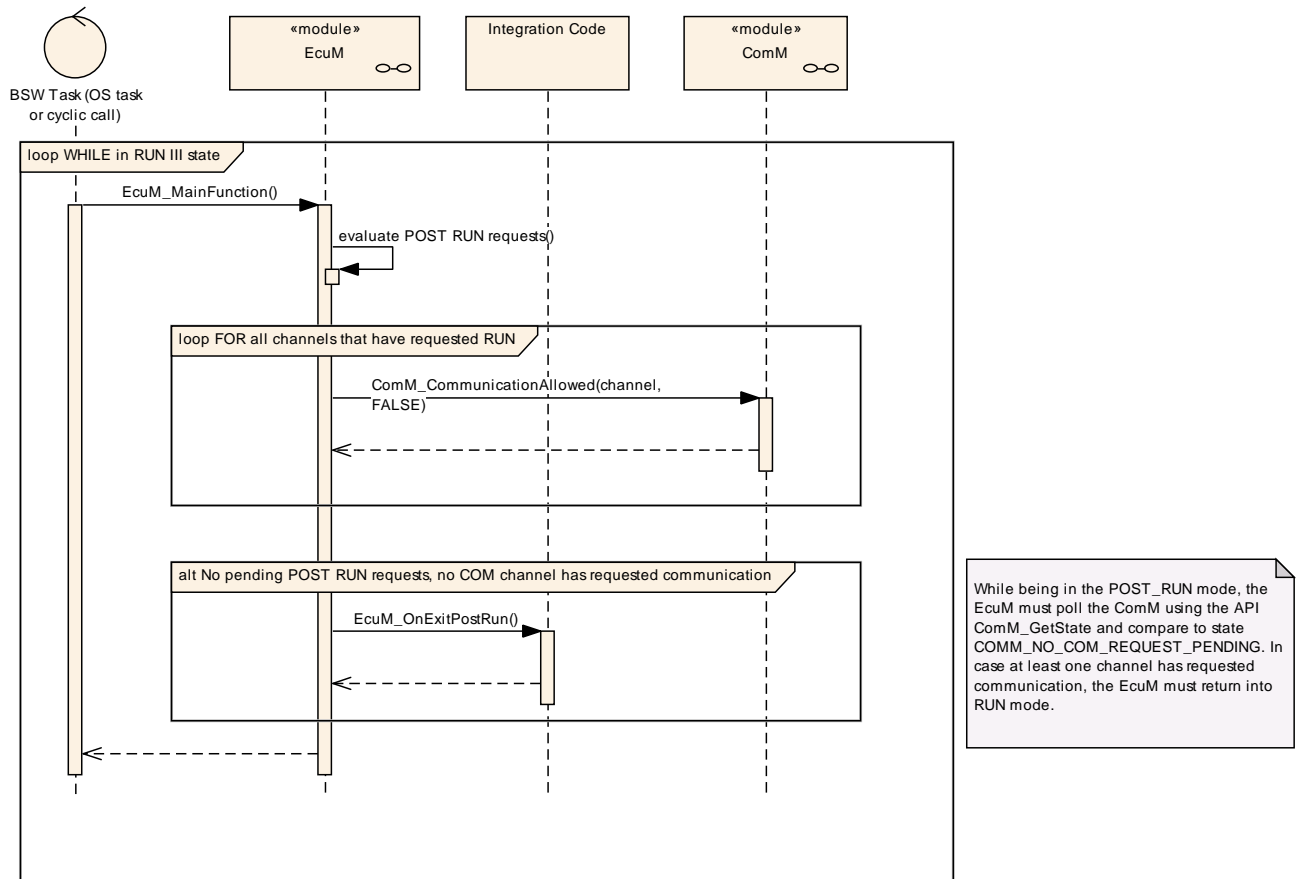 «module»
EcuM
Integration Code
«module»
ComM
BSW Task (OS task
or cyclic call)
loop WHILE in RUN III state
EcuM_MainFunction()
evaluate POST RUN requests()
loop FOR all channels that have requested RUN
ComM_CommunicationAllowed(channel,
FALSE)
alt No pending POST RUN requests, no COM channel has requested communication
EcuM_OnExitPostRun()
While being in the POST_RUN mode, the
EcuM must poll the ComM using the API
ComM_GetState and compare to state
COMM_NO_COM_REQUEST_PENDING. In
case at least one channel has requested
communication, the EcuM must return into
RUN mode.